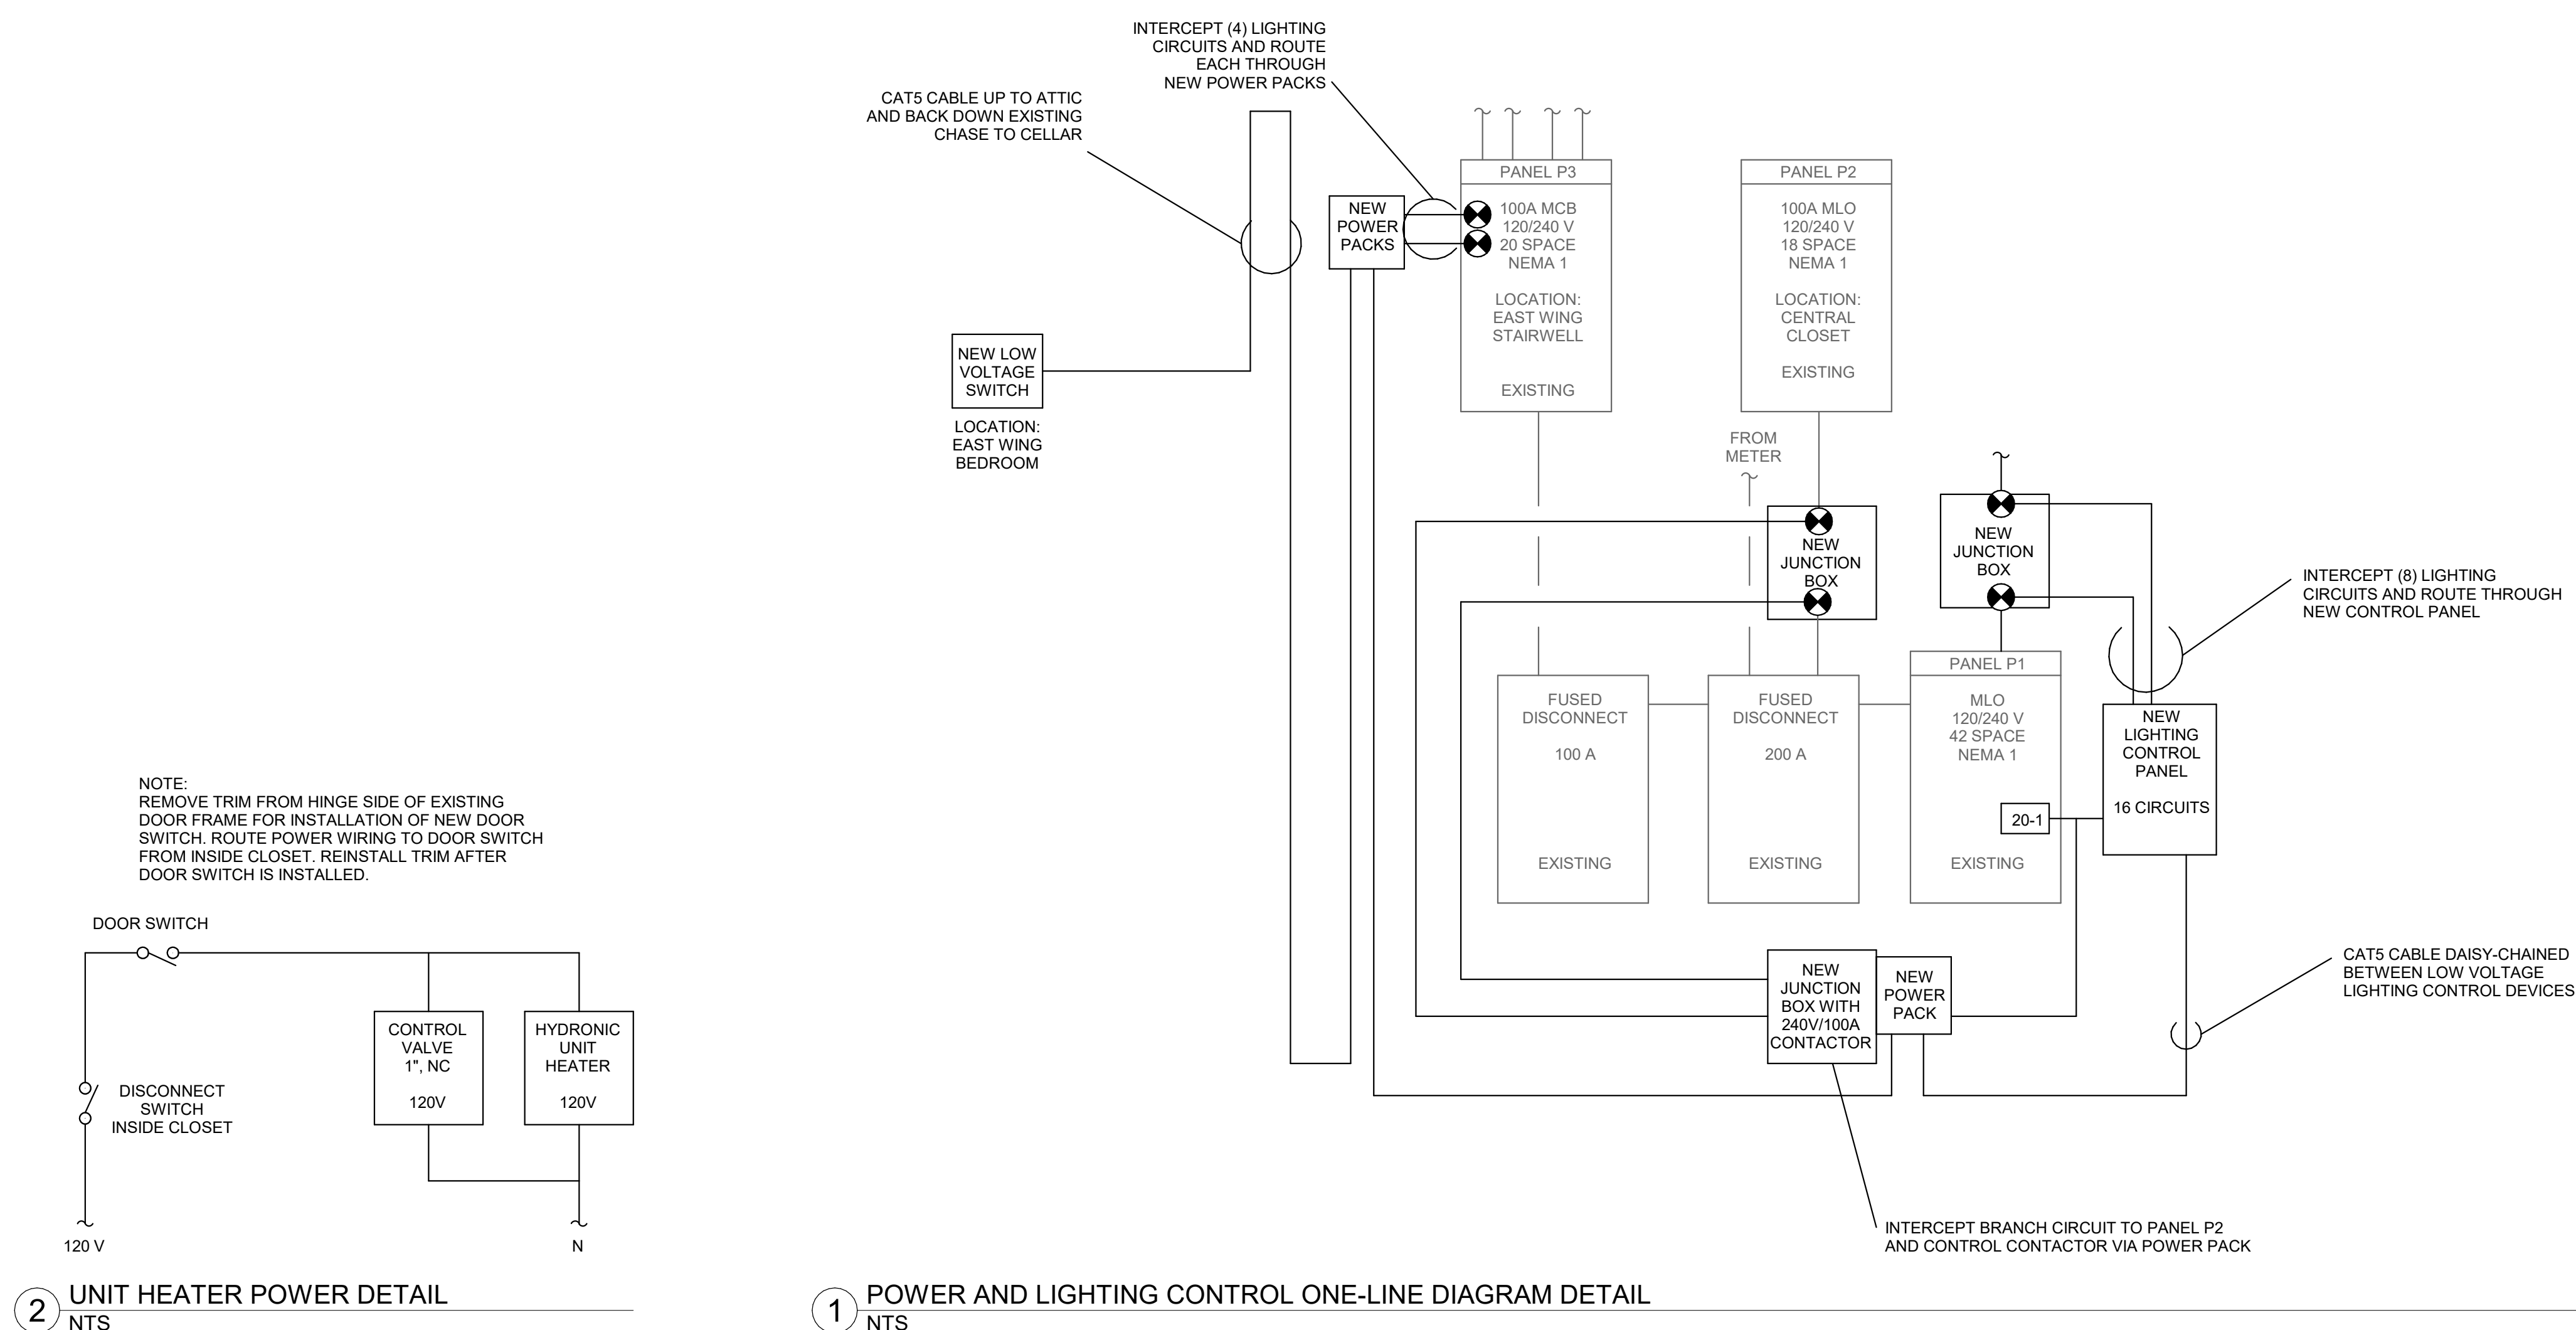 INTERCEPT (4) LIGHTING
CIRCUITS AND ROUTE
EACH THROUGH
NEW POWER PACKS
CAT5 CABLE UP TO ATTIC
AND BACK DOWN EXISTING
CHASE TO CELLAR
NEW
POWER
PACKS
PANEL P3
100A MCB
120/240 V
20 SPACE
NEMA 1
LOCATION:
EAST WING
STAIRWELL
EXISTING
PANEL P2
100A MLO
120/240 V
18 SPACE
NEMA 1
LOCATION:
CENTRAL
CLOSET
EXISTING
NEW LOW
VOLTAGE
SWITCH
LOCATION:
EAST WING
BEDROOM
FROM
METER
NEW
JUNCTION
BOX
NEW
JUNCTION
BOX
INTERCEPT (8) LIGHTING
CIRCUITS AND ROUTE THROUGH
NEW CONTROL PANEL
FUSED
DISCONNECT
100 A
EXISTING
FUSED
DISCONNECT
200 A
EXISTING
PANEL P1
MLO
120/240 V
42 SPACE
NEMA 1
20-1
EXISTING
NEW
LIGHTING
CONTROL
PANEL
16 CIRCUITS
NEW
JUNCTION
BOX WITH
240V/100A
CONTACTOR
NEW
POWER
PACK
CAT5 CABLE DAISY-CHAINED
BETWEEN LOW VOLTAGE
LIGHTING CONTROL DEVICES
INTERCEPT BRANCH CIRCUIT TO PANEL P2
AND CONTROL CONTACTOR VIA POWER PACK
NOTE:
REMOVE TRIM FROM HINGE SIDE OF EXISTING
DOOR FRAME FOR INSTALLATION OF NEW DOOR
SWITCH. ROUTE POWER WIRING TO DOOR SWITCH
FROM INSIDE CLOSET. REINSTALL TRIM AFTER
DOOR SWITCH IS INSTALLED.
DOOR SWITCH
DISCONNECT
SWITCH
INSIDE CLOSET
CONTROL
VALVE
1", NC
120V
HYDRONIC
UNIT
HEATER
120V
120 V
N
2 UNIT HEATER POWER DETAIL
NTS
1 POWER AND LIGHTING CONTROL ONE-LINE DIAGRAM DETAIL
NTS